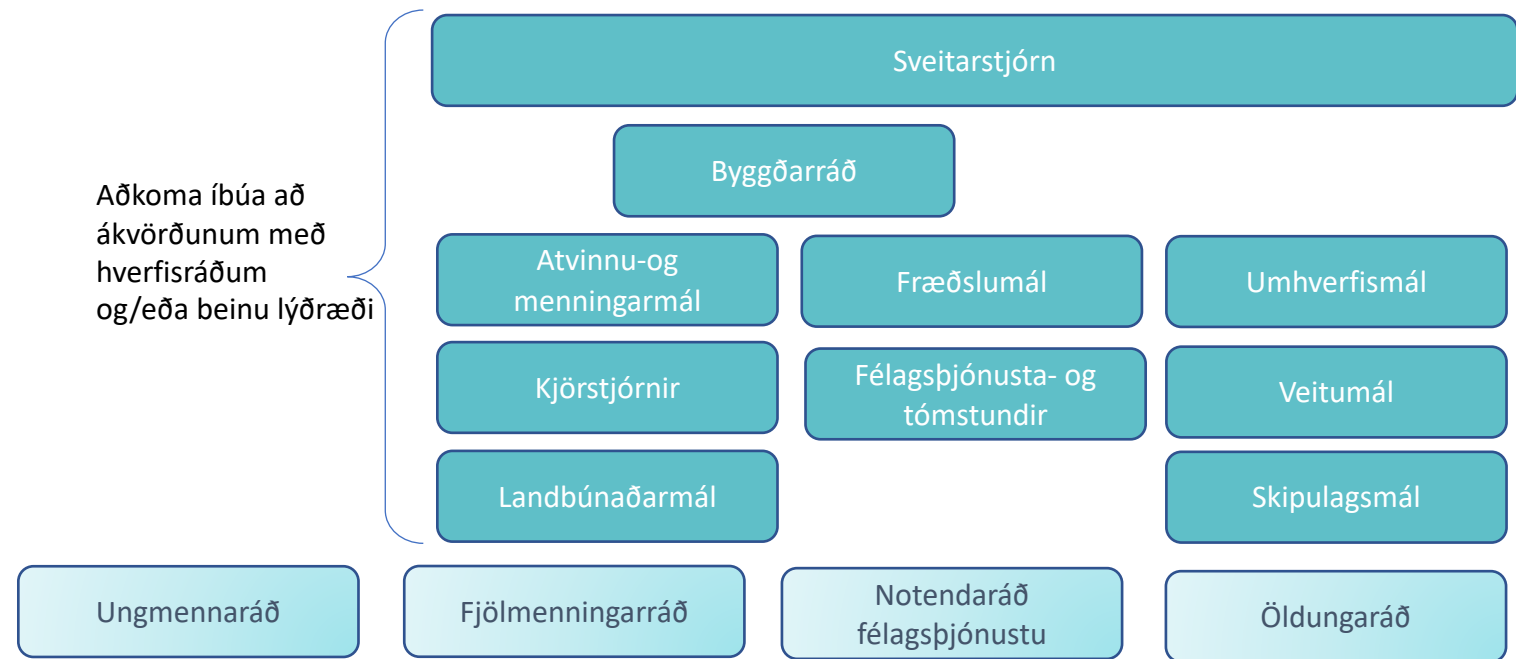 Sveitarstjórn
Byggðarráð
Aðkoma íbúa að
ákvörðunum með
hverfisráðum
og/eða beinu lýðræði
Atvinnu-og
menningarmál
Fræðslumál
Umhverfismál
Kjörstjórnir
Félagsþjónusta- og
tómstundir
Veitumál
Landbúnaðarmál
Skipulagsmál
Ungmennaráð
Fjölmenningarráð
Notendaráð
félagsþjónustu
Öldungaráð